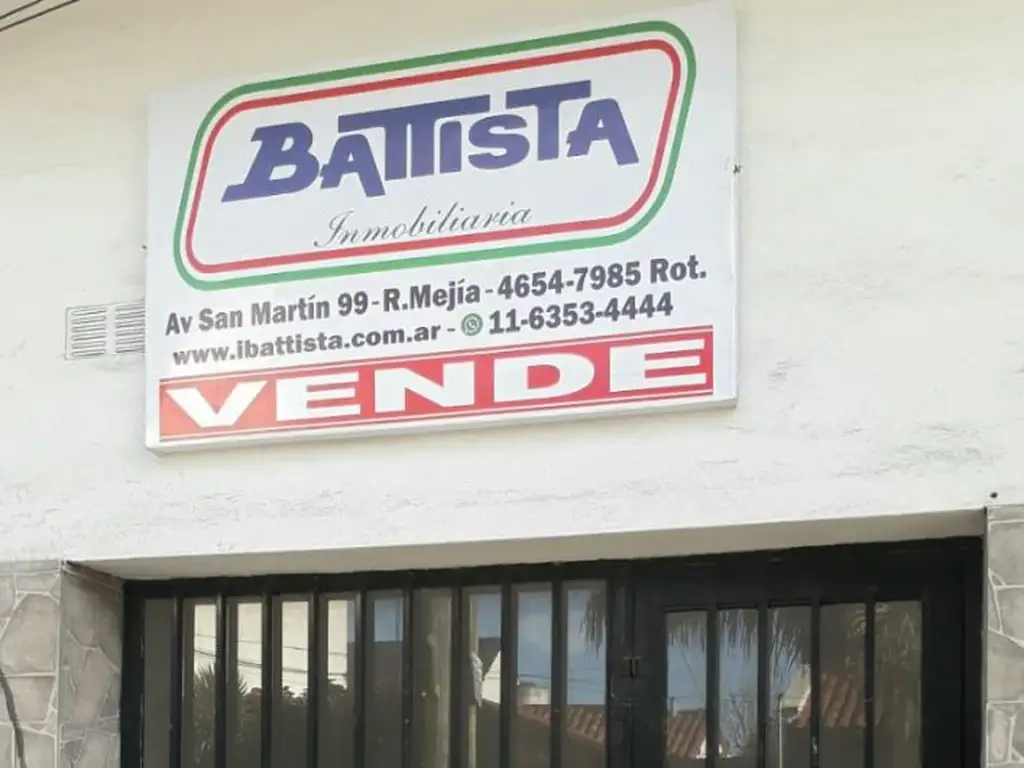 BATTISTA
Inmobiliaria
Av San Martín 99 - R.Mejía - 4654-7985 Rot.
www.ibattista.com.ar - 11-6353-4444
VENDE